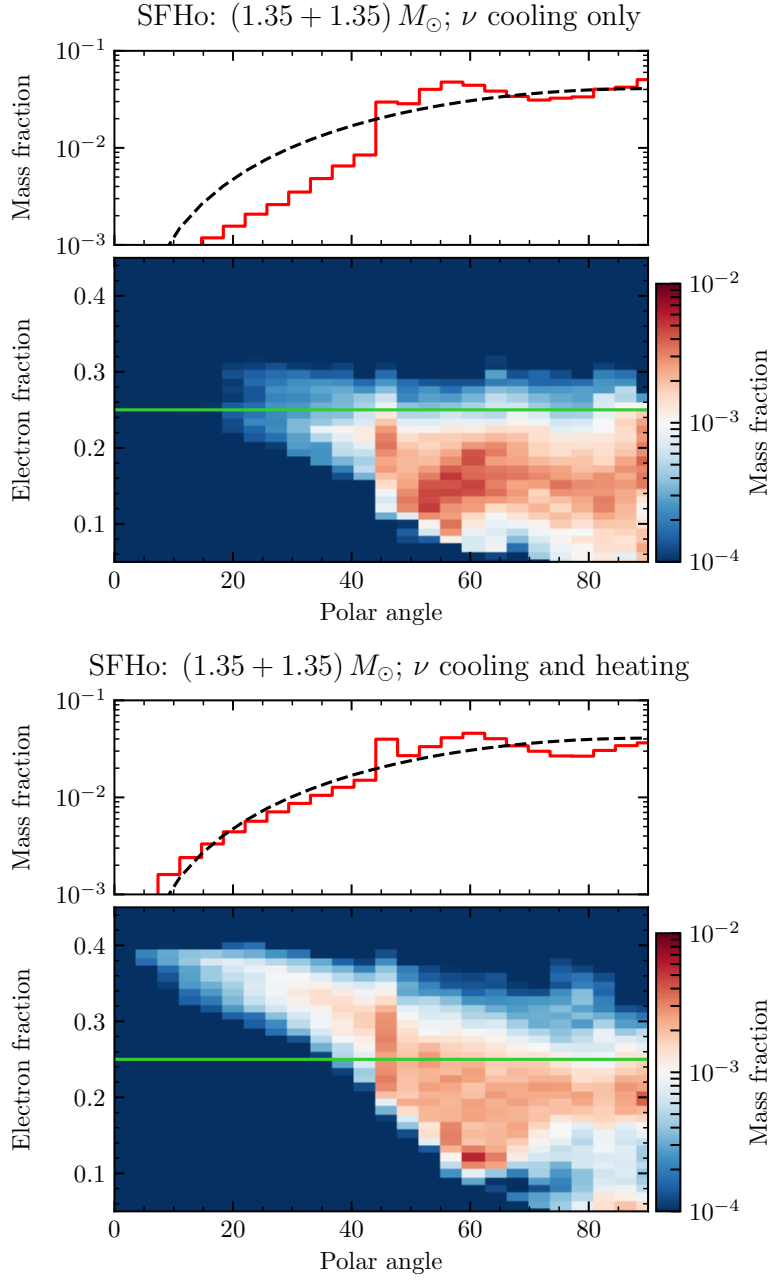 SFHo: (1.35 + 1.35) M⊙; ν cooling only
10⁻¹
10⁻²
10⁻³
Mass fraction
0.4
0.3
0.2
0.1
Electron fraction
0 20 40 60 80
Polar angle
10⁻²
10⁻³
10⁻⁴
Mass fraction
SFHo: (1.35 + 1.35) M⊙; ν cooling and heating
10⁻¹
10⁻²
10⁻³
Mass fraction
0.4
0.3
0.2
0.1
Electron fraction
0 20 40 60 80
Polar angle
10⁻²
10⁻³
10⁻⁴
Mass fraction